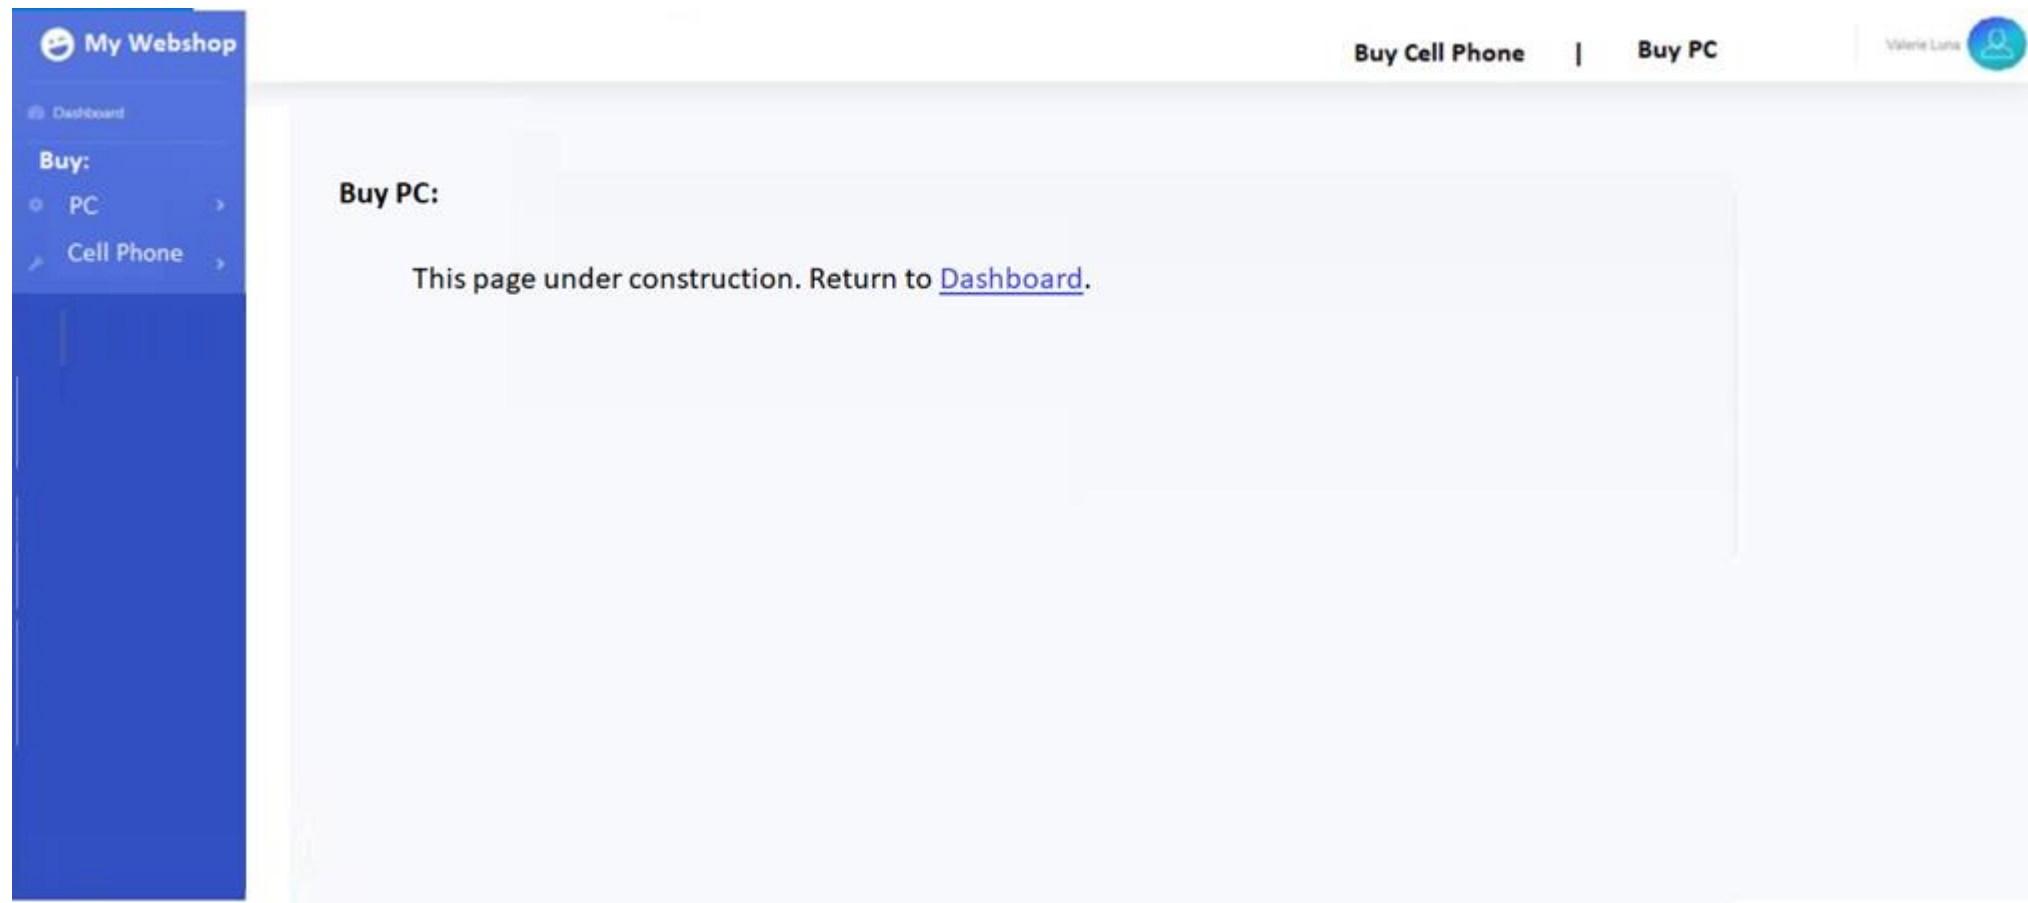 My Webshop
Buy Cell Phone | Buy PC
Valerie Luna
Dashboard
Buy:
PC
Cell Phone
Buy PC:
This page under construction. Return to Dashboard.